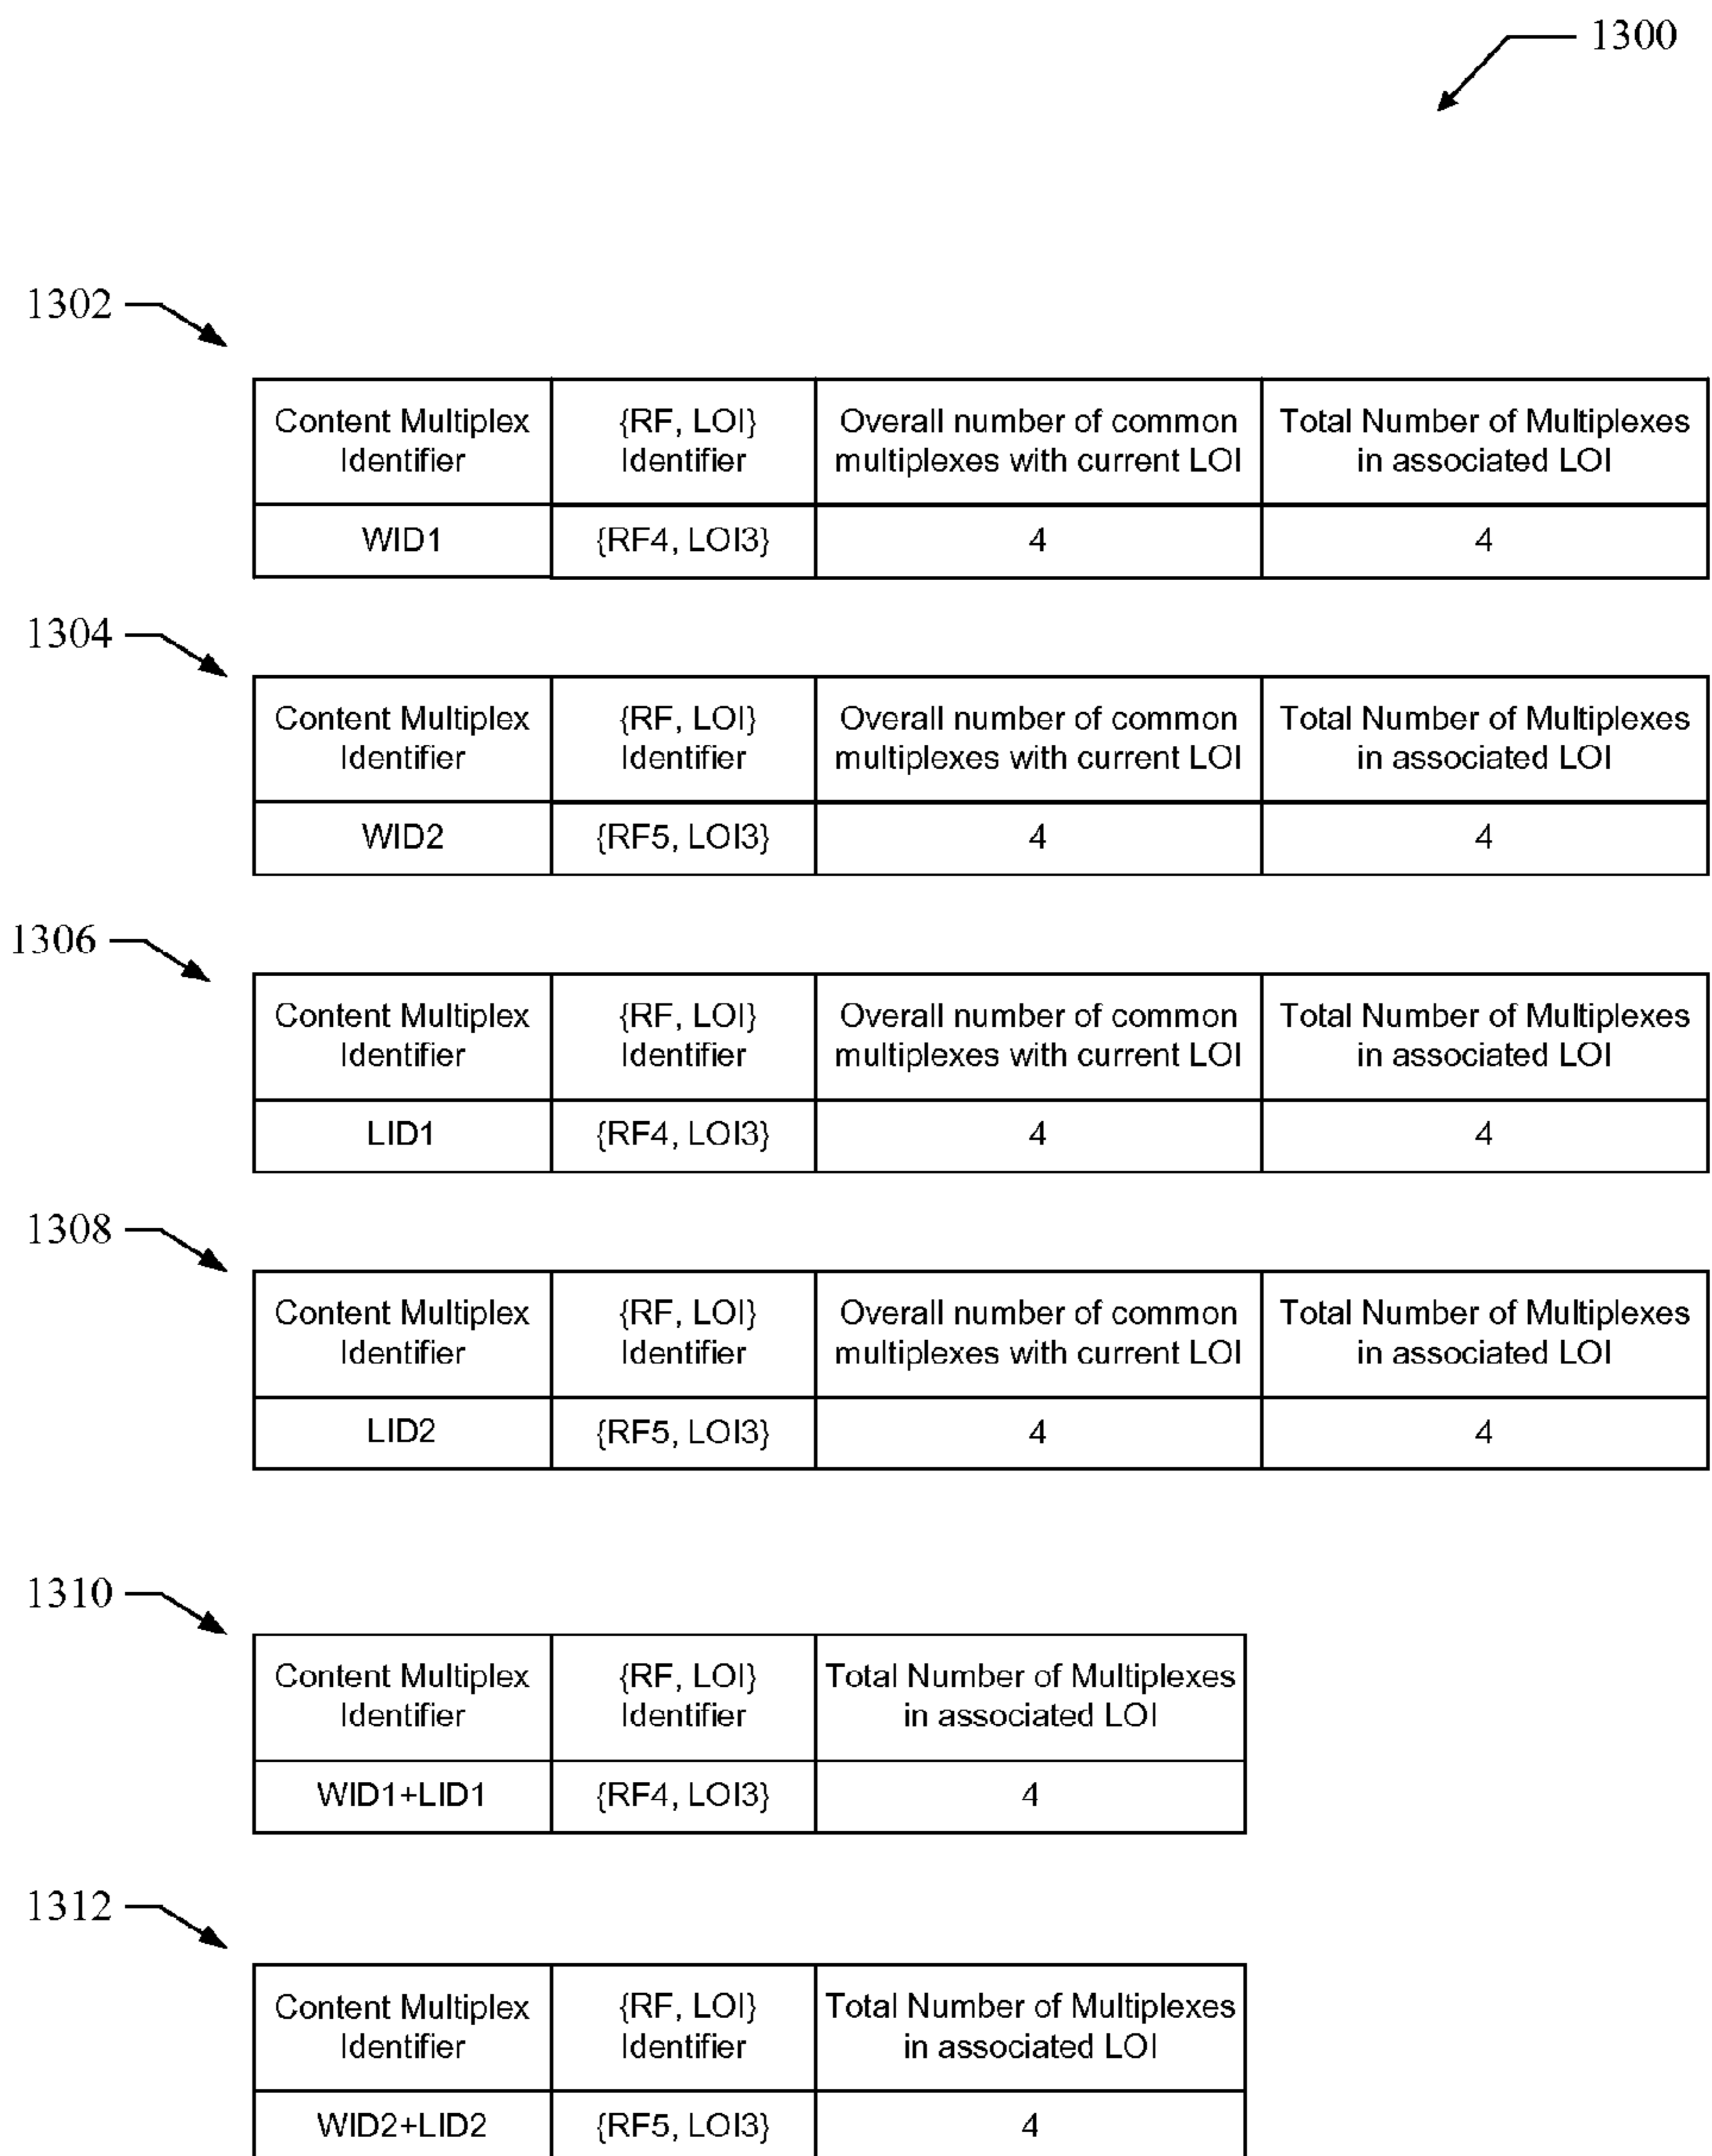 1300
1302
Content Multiplex Identifier {RF, LOI} Identifier Overall number of common multiplexes with current LOI Total Number of Multiplexes in associated LOI
WID1 {RF4, LOI3} 4 4
1304
Content Multiplex Identifier {RF, LOI} Identifier Overall number of common multiplexes with current LOI Total Number of Multiplexes in associated LOI
WID2 {RF5, LOI3} 4 4
1306
Content Multiplex Identifier {RF, LOI} Identifier Overall number of common multiplexes with current LOI Total Number of Multiplexes in associated LOI
LID1 {RF4, LOI3} 4 4
1308
Content Multiplex Identifier {RF, LOI} Identifier Overall number of common multiplexes with current LOI Total Number of Multiplexes in associated LOI
LID2 {RF5, LOI3} 4 4
1310
Content Multiplex Identifier {RF, LOI} Identifier Total Number of Multiplexes in associated LOI
WID1+LID1 {RF4, LOI3} 4
1312
Content Multiplex Identifier {RF, LOI} Identifier Total Number of Multiplexes in associated LOI
WID2+LID2 {RF5, LOI3} 4